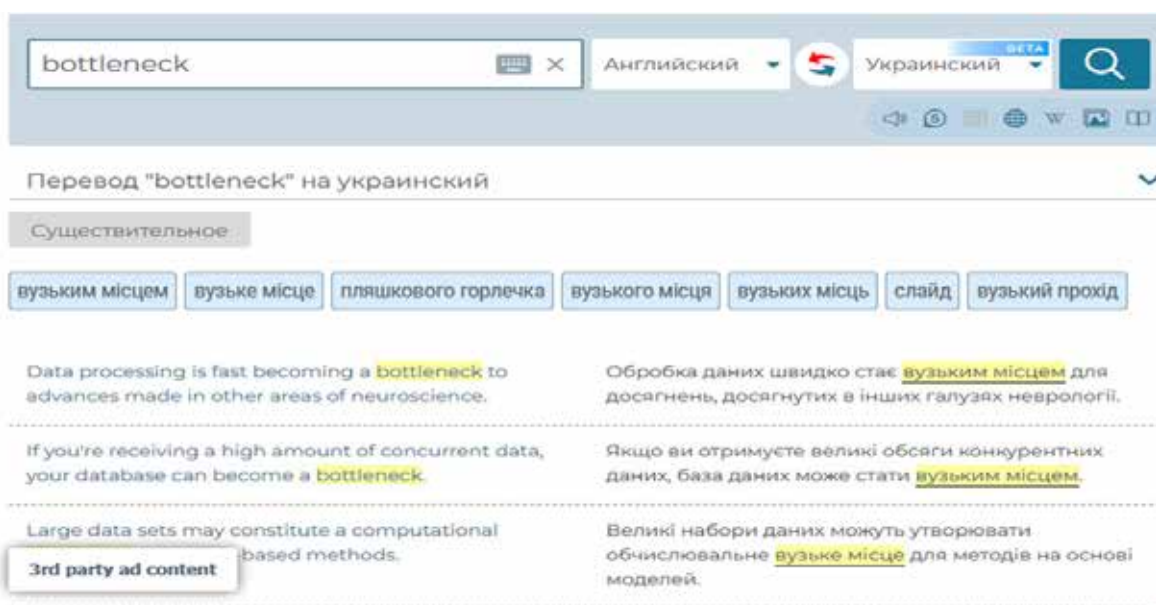 bottleneck
Английский
Украинский
BETA
Перевод "bottleneck" на украинский
Существительное
вузьким місцем вузьке місце пляшкового горлечка вузького місця вузьких місць слайд вузький прохід
Data processing is fast becoming a bottleneck to
advances made in other areas of neuroscience.
Обробка даних швидко стає вузьким місцем для
досягнень, досягнутих в інших галузях неврології.
If you're receiving a high amount of concurrent data,
your database can become a bottleneck.
Якщо ви отримуєте великі обсяги конкурентних
даних, база даних може стати вузьким місцем.
Large data sets may constitute a computational
-based methods.
3rd party ad content
Великі набори даних можуть утворювати
обчислювальне вузьке місце для методів на основі
моделей.